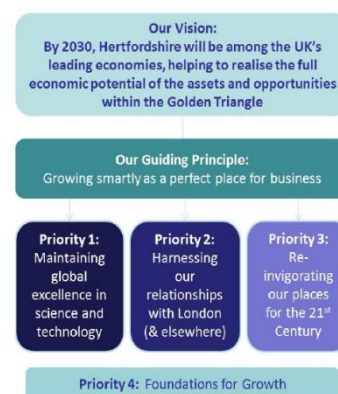 Our Vision:
By 2030, Hertfordshire will be among the UK's
leading economies, helping to realise the full
economic potential of the assets and opportunities
within the Golden Triangle
Our Guiding Principle:
Growing smartly as a perfect place for business
Priority 1:
Maintaining
global
excellence in
science and
technology
Priority 2:
Harnessing
our
relationships
with London
(& elsewhere)
Priority 3:
Re-
invigorating
our places
for the 21st
Century
Priority 4: Foundations for Growth